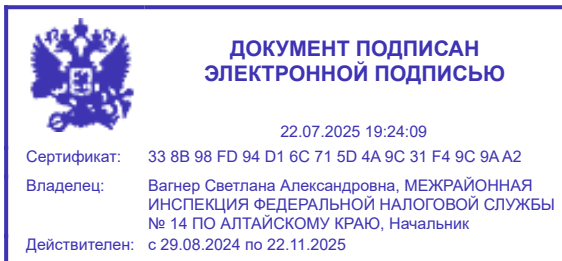 ДОКУМЕНТ ПОДПИСАН
ЭЛЕКТРОННОЙ ПОДПИСЬЮ
22.07.2025 19:24:09
Сертификат: 33 8B 98 FD 94 D1 6C 71 5D 4A 9C 31 F4 9C 9A A2
Владелец: Вагнер Светлана Александровна, МЕЖРАЙОННАЯ
ИНСПЕКЦИЯ ФЕДЕРАЛЬНОЙ НАЛОГОВОЙ СЛУЖБЫ
№ 14 ПО АЛТАЙСКОМУ КРАЮ, Начальник
Действителен: с 29.08.2024 по 22.11.2025